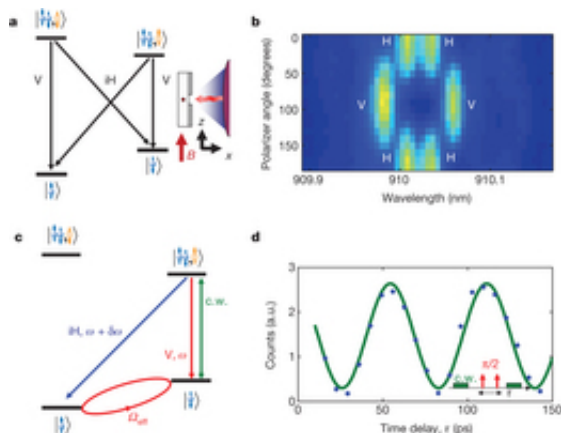 a
V
iH
V
B
z
x
b
Polarizer angle (degrees)
0
50
100
150
H
H
V
V
H
H
909.9
910
910.1
Wavelength (nm)
c
c.w.
iH, ω + δω
V, ω
Ωeff
d
Counts (a.u.)
3
2
1
0
c.w.
π/2
τ
0
50
100
150
Time delay, τ (ps)